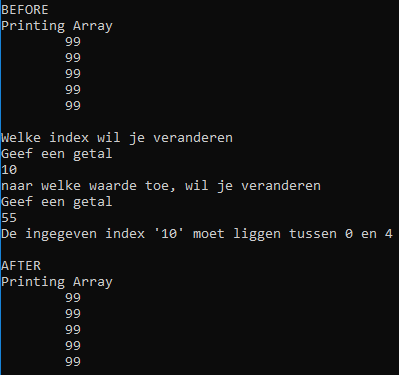 BEFORE
Printing Array
99
99
99
99
99
Welke index wil je veranderen
Geef een getal
10
naar welke waarde toe, wil je veranderen
Geef een getal
55
De ingegeven index '10' moet liggen tussen 0 en 4
AFTER
Printing Array
99
99
99
99
99